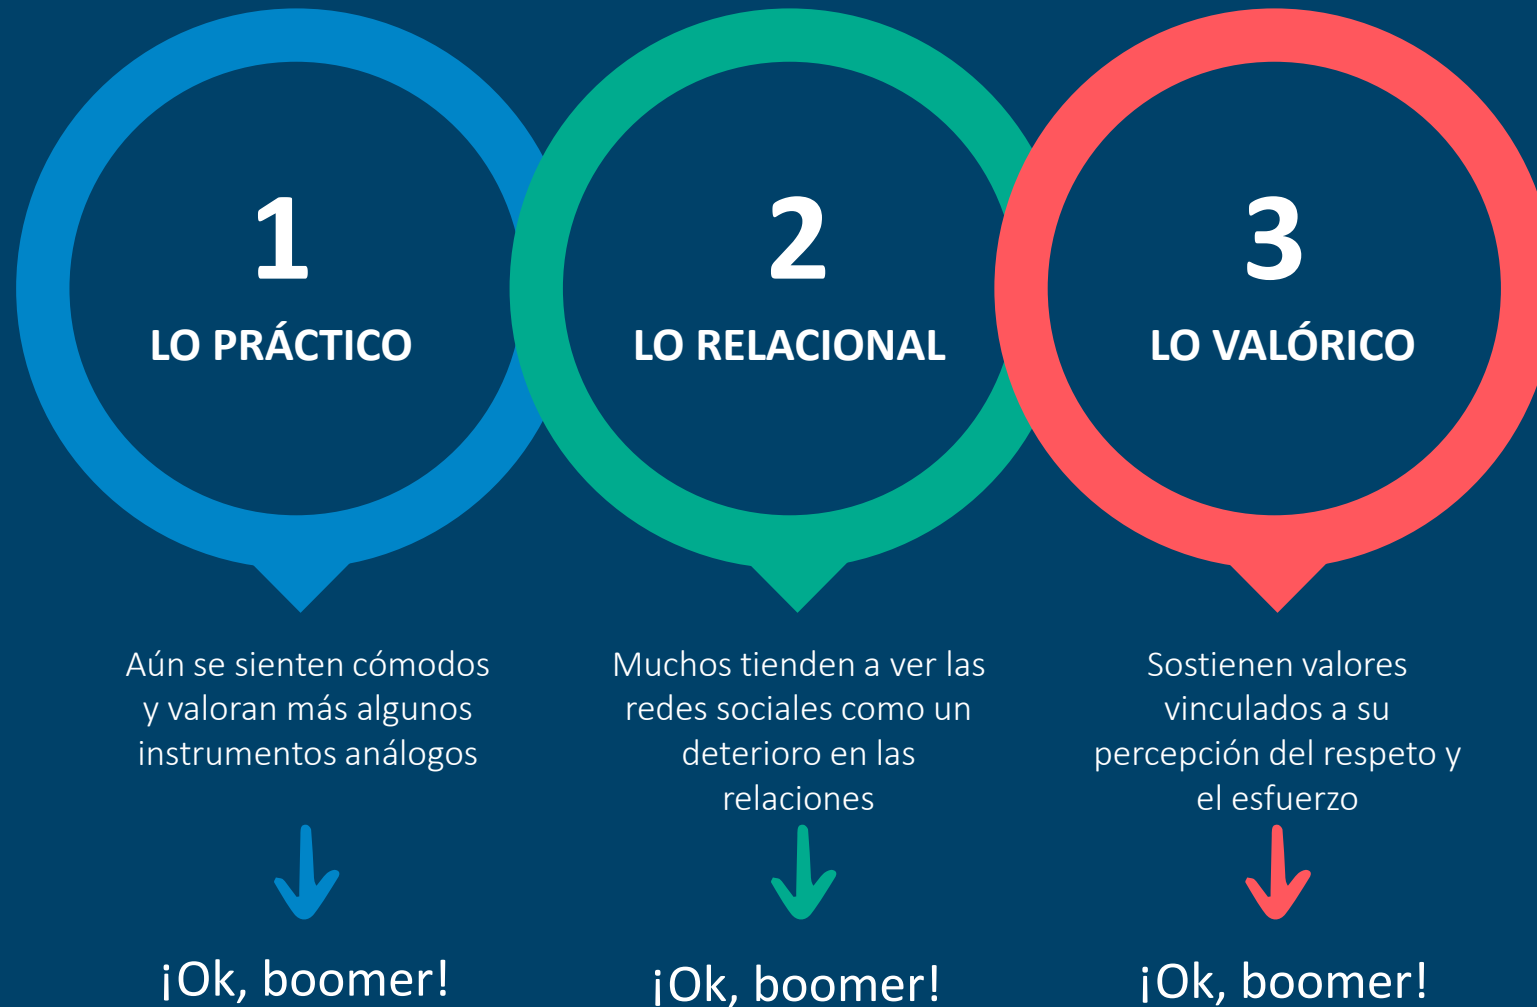 1
LO PRÁCTICO
Aún se sienten cómodos
y valoran más algunos
instrumentos análogos
¡Ok, boomer!
2
LO RELACIONAL
Muchos tienden a ver las
redes sociales como un
deterioro en las
relaciones
¡Ok, boomer!
3
LO VALÓRICO
Sostienen valores
vinculados a su
percepción del respeto y
el esfuerzo
¡Ok, boomer!